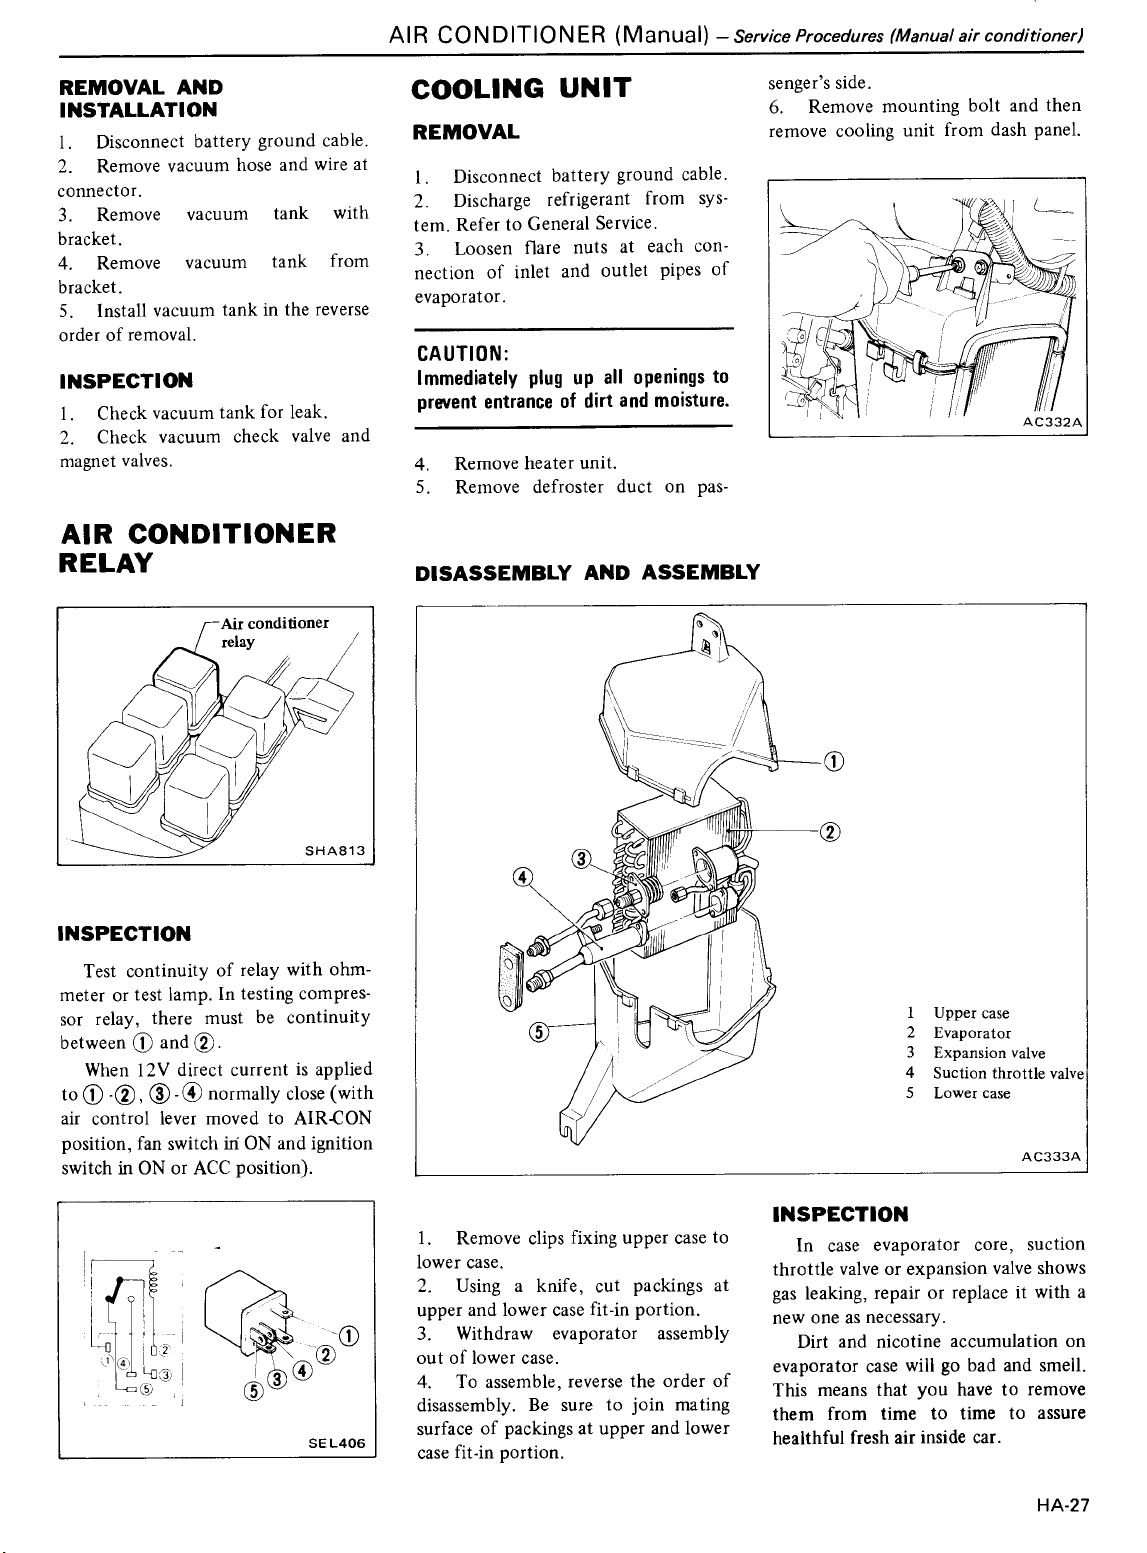 AIR CONDITIONER (Manual) – Service Procedures (Manual air conditioner)
REMOVAL AND
INSTALLATION
1. Disconnect battery ground cable.
2. Remove vacuum hose and wire at
connector.
3. Remove vacuum tank with
bracket.
4. Remove vacuum tank from
bracket.
5. Install vacuum tank in the reverse
order of removal.
INSPECTION
1. Check vacuum tank for leak.
2. Check vacuum check valve and
magnet valves.
AIR CONDITIONER
RELAY
Air conditioner
relay
SHA813
INSPECTION
Test continuity of relay with ohm-
meter or test lamp. In testing compres-
sor relay, there must be continuity
between ① and ②.
When 12V direct current is applied
to ① -②, ③ -④ normally close (with
air control lever moved to AIR-CON
position, fan switch in ON and ignition
switch in ON or ACC position).
① ④ ② ③ ⑤
① ② ④ ③ ⑤
SEL406
COOLING UNIT
REMOVAL
1. Disconnect battery ground cable.
2. Discharge refrigerant from sys-
tem. Refer to General Service.
3. Loosen flare nuts at each con-
nection of inlet and outlet pipes of
evaporator.
CAUTION:
Immediately plug up all openings to
prevent entrance of dirt and moisture.
4. Remove heater unit.
5. Remove defroster duct on pas-
senger's side.
6. Remove mounting bolt and then
remove cooling unit from dash panel.
AC332A
DISASSEMBLY AND ASSEMBLY
①
②
③
④
⑤
1 Upper case
2 Evaporator
3 Expansion valve
4 Suction throttle valve
5 Lower case
AC333A
1. Remove clips fixing upper case to
lower case.
2. Using a knife, cut packings at
upper and lower case fit-in portion.
3. Withdraw evaporator assembly
out of lower case.
4. To assemble, reverse the order of
disassembly. Be sure to join mating
surface of packings at upper and lower
case fit-in portion.
INSPECTION
In case evaporator core, suction
throttle valve or expansion valve shows
gas leaking, repair or replace it with a
new one as necessary.
Dirt and nicotine accumulation on
evaporator case will go bad and smell.
This means that you have to remove
them from time to time to assure
healthful fresh air inside car.
HA-27